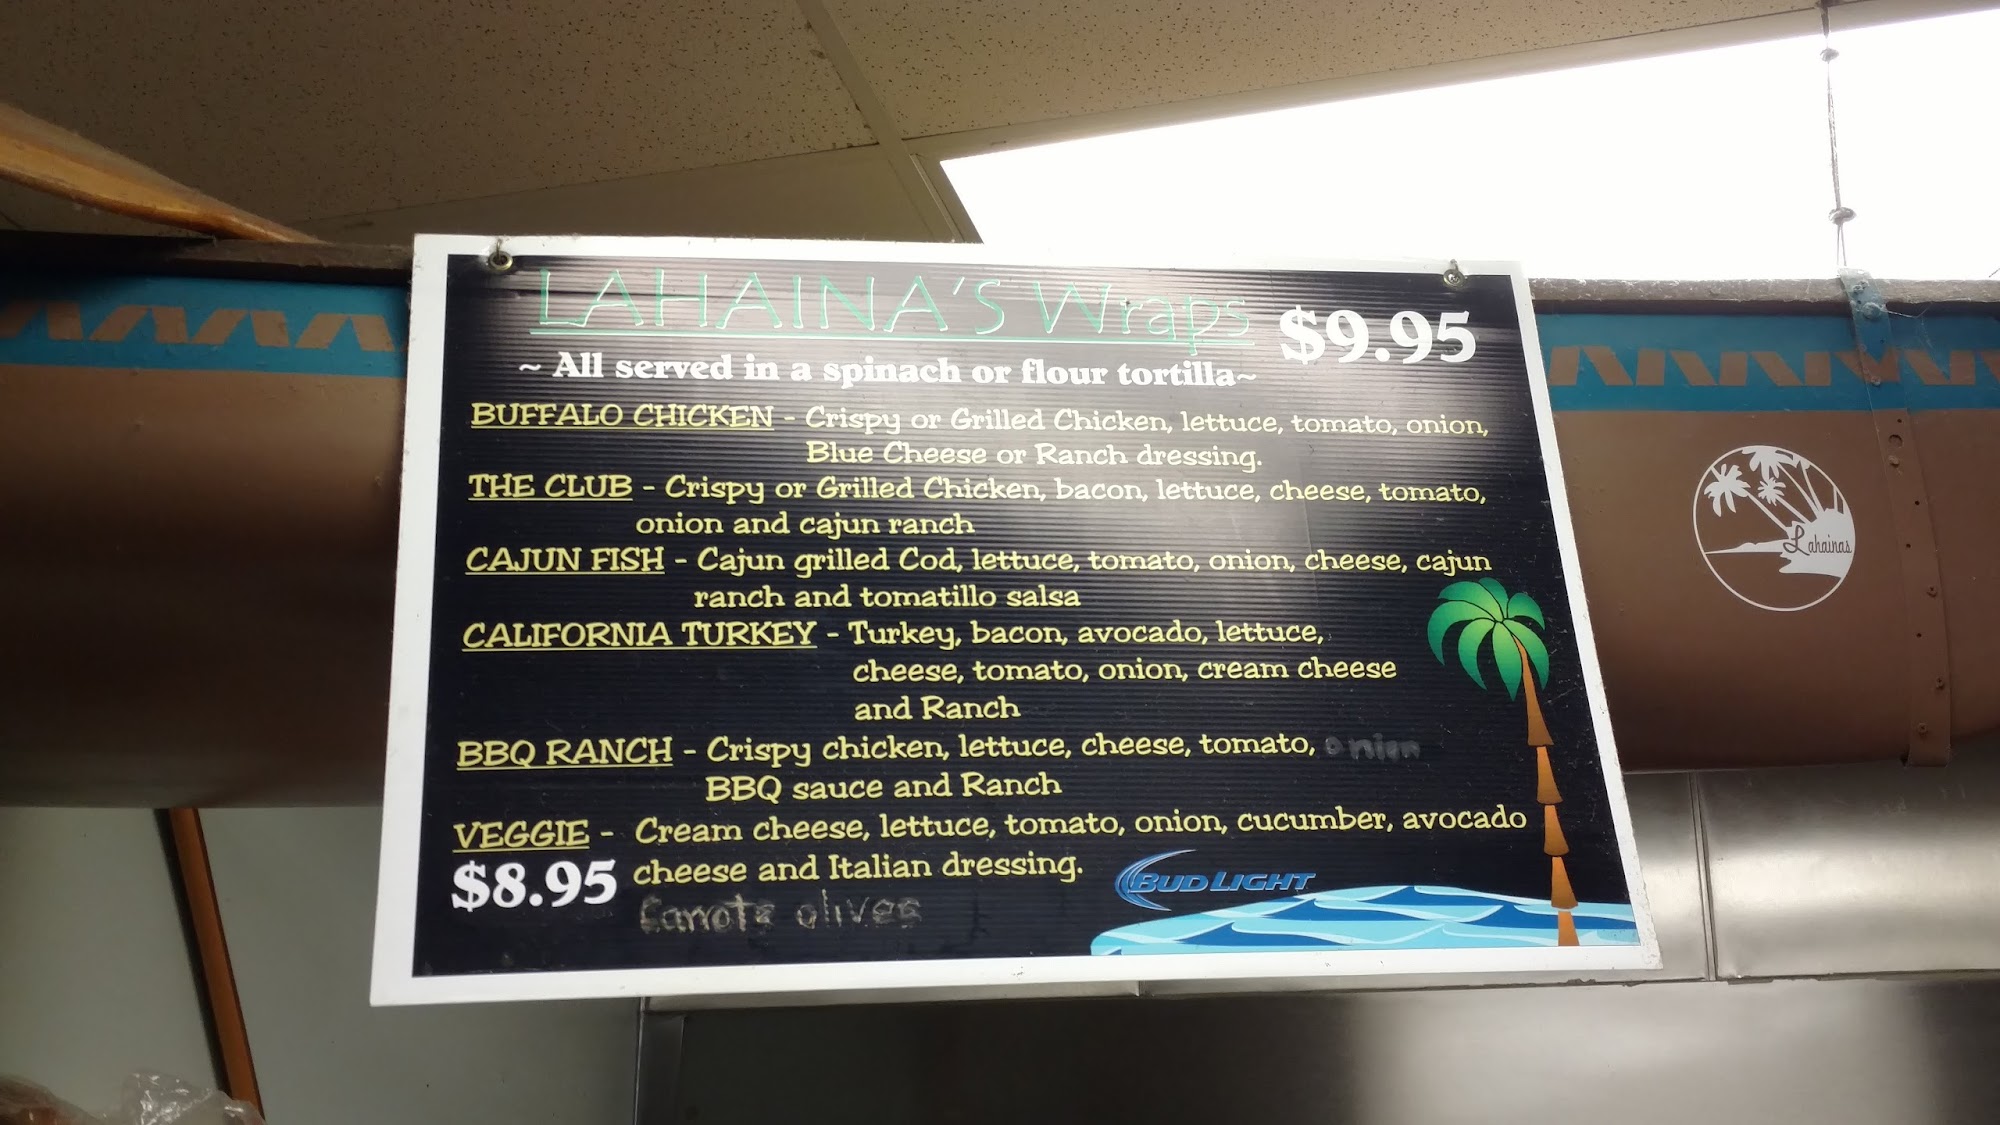 LAHAINA'S Wraps $9.95
~ All served in a spinach or flour tortilla~
BUFFALO CHICKEN - Crispy or Grilled Chicken, lettuce, tomato, onion,
Blue Cheese or Ranch dressing.
THE CLUB - Crispy or Grilled Chicken, bacon, lettuce, cheese, tomato,
onion and cajun ranch
CAJUN FISH - Cajun grilled Cod, lettuce, tomato, onion, cheese, cajun
ranch and tomatillo salsa
CALIFORNIA TURKEY - Turkey, bacon, avocado, lettuce,
cheese, tomato, onion, cream cheese
and Ranch
BBQ RANCH - Crispy chicken, lettuce, cheese, tomato, onion
BBQ sauce and Ranch
VEGGIE - Cream cheese, lettuce, tomato, onion, cucumber, avocado
$8.95 cheese and Italian dressing.
olives
BUD LIGHT
Lahainas